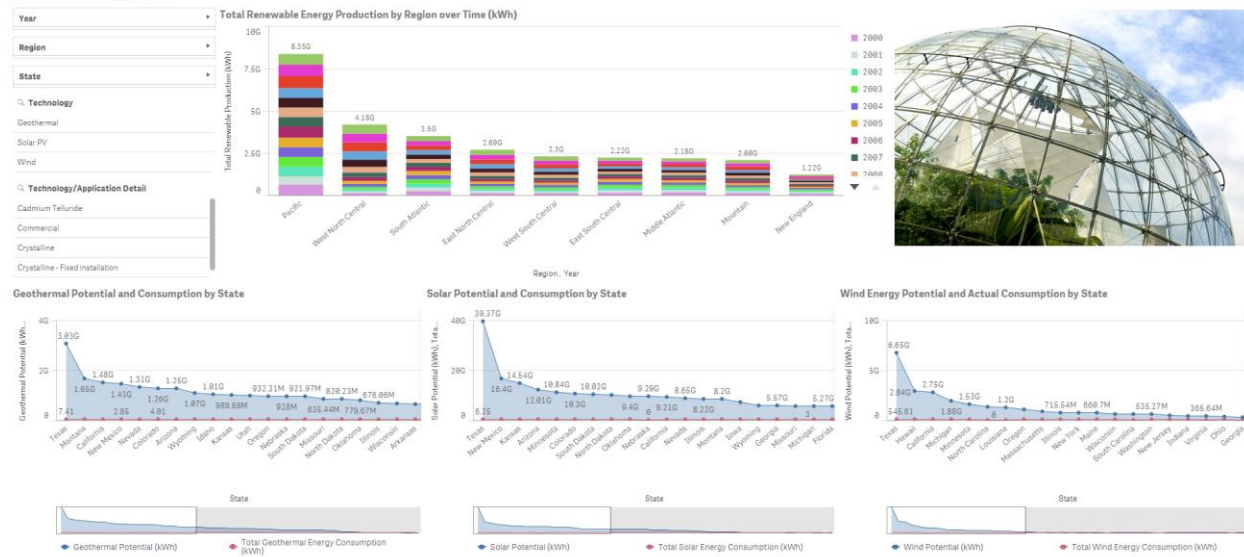 Year
Region
State
Technology
Geothermal
Solar PV
Wind
Technology/Application Detail
Cadmium Telluride
Commercial
Crystalline
Crystalline - Fixed Installation
Total Renewable Energy Production by Region over Time (kWh)
Total Renewable Production (kWh)
10G
7.5G
5G
2.5G
0
8.35G
4.18G
3.5G
2.69G
2.3G
2.22G
2.18G
2.08G
1.22G
Pacific
West North Central
South Atlantic
East North Central
West South Central
East South Central
Middle Atlantic
Mountain
New England
Region, Year
2000
2001
2002
2003
2004
2005
2006
2007
2008
Geothermal Potential and Consumption by State
Geothermal Potential (kWh...
4G
2G
0
3.03G
1.65G
1.48G
1.43G
1.31G
1.26G
1.25G
1.07G
1.01G
989.68M
932.31M
928M
921.97M
835.44M
820.23M
779.67M
676.06M
7.41
2.85
4.01
Texas
Montana
California
New Mexico
Nevada
Colorado
Arizona
Wyoming
Idaho
Kansas
Utah
Oregon
Nebraska
South Dakota
Missouri
North Dakota
Oklahoma
Illinois
Wisconsin
Arkansas
State
Geothermal Potential (kWh)
Total Geothermal Energy Consumption
(kWh)
Solar Potential and Consumption by State
Solar Potential (kWh), Tota...
40G
20G
0
39.37G
16.4G
14.54G
12.01G
10.84G
10.3G
10.02G
9.4G
9.29G
9.21G
8.65G
8.22G
8.2G
5.57G
5.27G
6.25
0
3
Texas
New Mexico
Kansas
Arizona
Minnesota
Colorado
South Dakota
North Dakota
Oklahoma
Nebraska
California
Nevada
Illinois
Montana
Iowa
Wyoming
Georgia
Missouri
Michigan
Florida
State
Solar Potential (kWh)
Total Solar Energy Consumption (kWh)
Wind Energy Potential and Actual Consumption by State
Wind Potential (kWh), Tota...
10G
5G
0
6.65G
2.84G
2.75G
1.88G
1.53G
1.2G
715.54M
660.7M
535.27M
366.64M
545.61
0
Texas
Hawaii
California
Michigan
Minnesota
North Carolina
Louisiana
Oregon
Massachusetts
Illinois
New York
Maine
Wisconsin
South Carolina
Washington
New Jersey
Indiana
Virginia
Ohio
Georgia
State
Wind Potential (kWh)
Total Wind Energy Consumption (kWh)